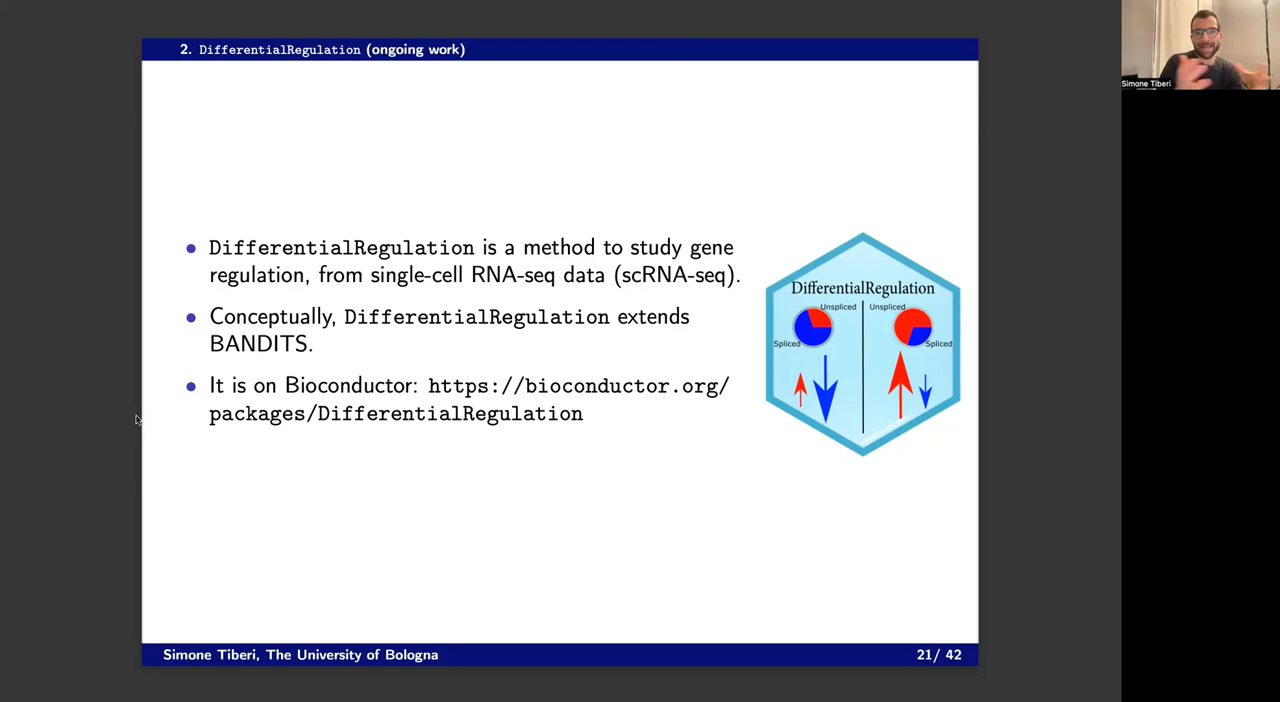 2. DifferentialRegulation (ongoing work)
Simone Tiberi
DifferentialRegulation is a method to study gene
regulation, from single-cell RNA-seq data (scRNA-seq).
Conceptually, DifferentialRegulation extends
BANDITS.
It is on Bioconductor: https://bioconductor.org/
packages/DifferentialRegulation
DifferentialRegulation
Unspliced
Unspliced
Spliced
Spliced
Simone Tiberi, The University of Bologna
21/ 42